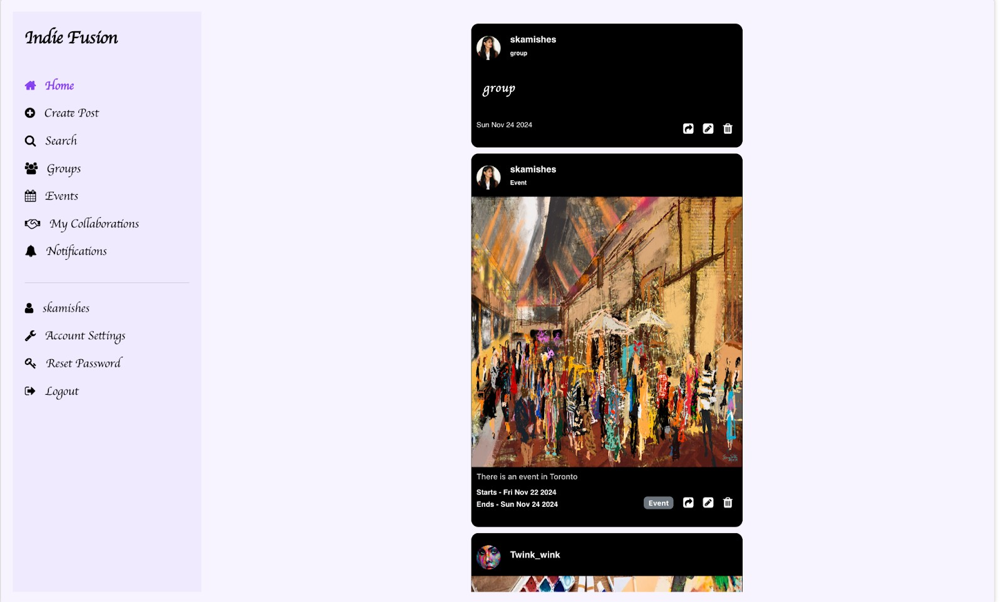 Indie Fusion
Home
Create Post
Search
Groups
Events
My Collaborations
Notifications
skamishes
Account Settings
Reset Password
Logout
skamishes
group
group
Sun Nov 24 2024
skamishes
Event
There is an event in Toronto
Starts - Fri Nov 22 2024
Ends - Sun Nov 24 2024
Event
Twink_wink